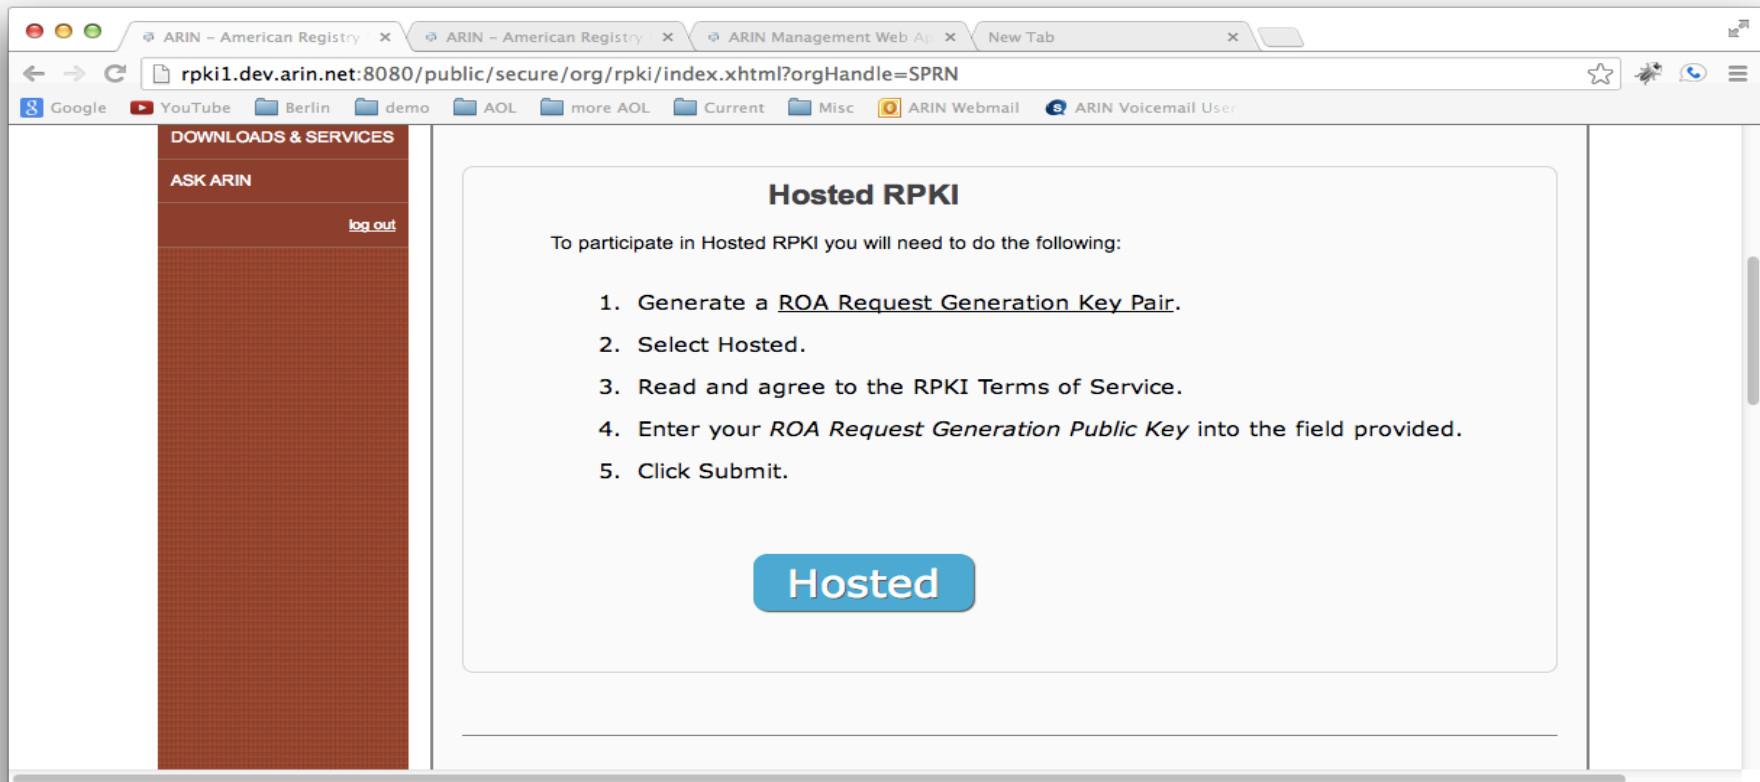 ARIN – American Registry
ARIN – American Registry
ARIN Management Web Ap
New Tab
rpki1.dev.arin.net:8080/public/secure/org/rpki/index.xhtml?orgHandle=SPRN
Google YouTube Berlin demo AOL more AOL Current Misc ARIN Webmail ARIN Voicemail User
DOWNLOADS & SERVICES
ASK ARIN
log out
Hosted RPKI
To participate in Hosted RPKI you will need to do the following:
1. Generate a ROA Request Generation Key Pair.
2. Select Hosted.
3. Read and agree to the RPKI Terms of Service.
4. Enter your ROA Request Generation Public Key into the field provided.
5. Click Submit.
Hosted